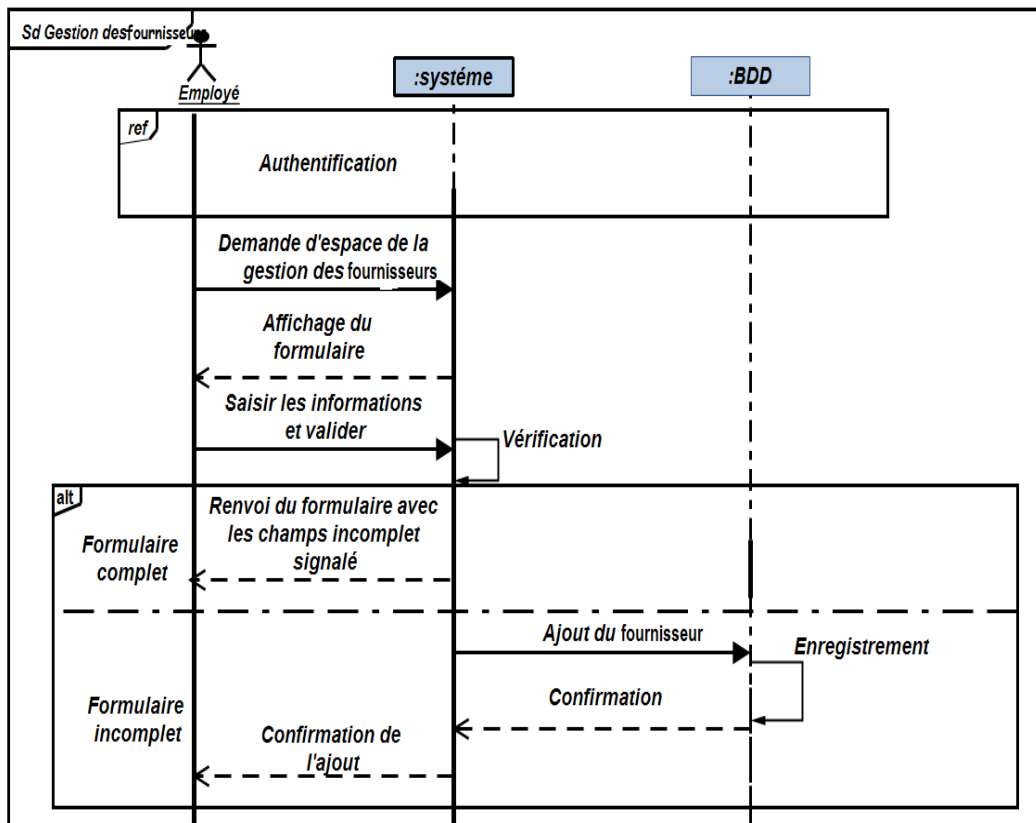 Sd Gestion desfournisseurs
Employé
:systéme
:BDD
ref
Authentification
Demande d'espace de la
gestion des fournisseurs
Affichage du
formulaire
Saisir les informations
et valider
Vérification
alt
Renvoi du formulaire avec
les champs incomplet
signalé
Formulaire
complet
Ajout du fournisseur
Enregistrement
Confirmation
Formulaire
incomplet
Confirmation de
l'ajout